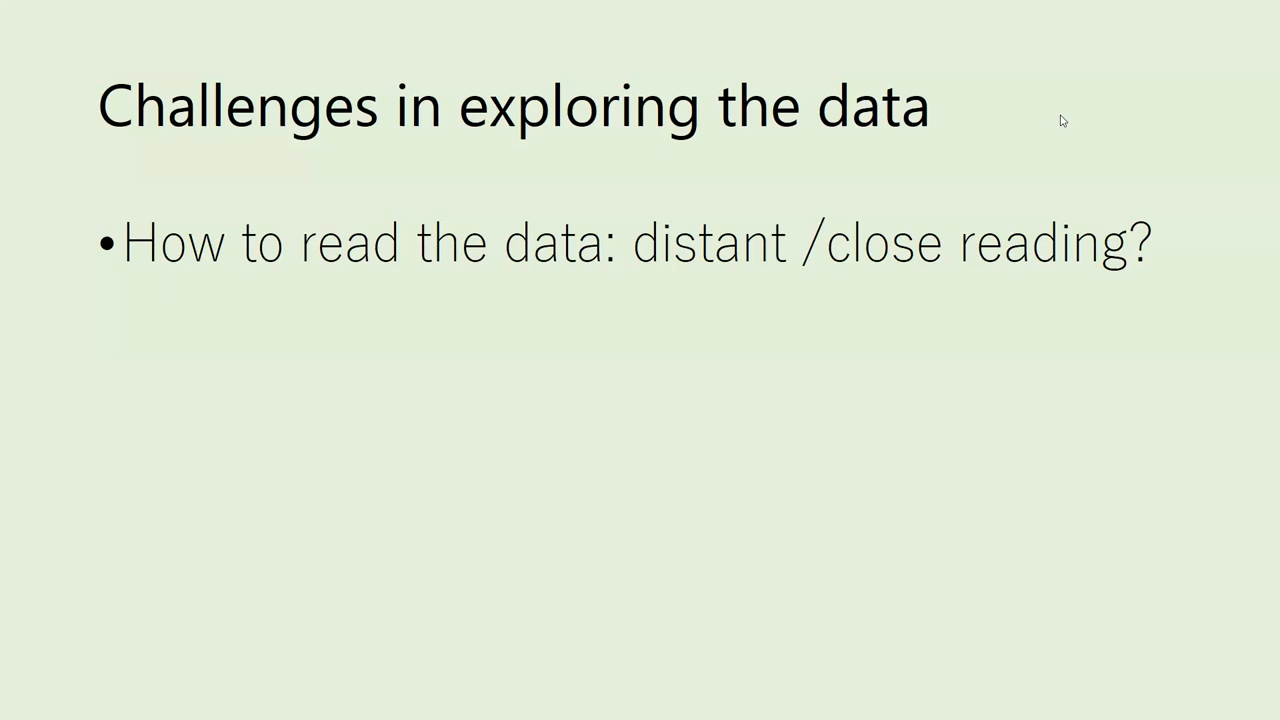 Challenges in exploring the data
•How to read the data: distant /close reading?